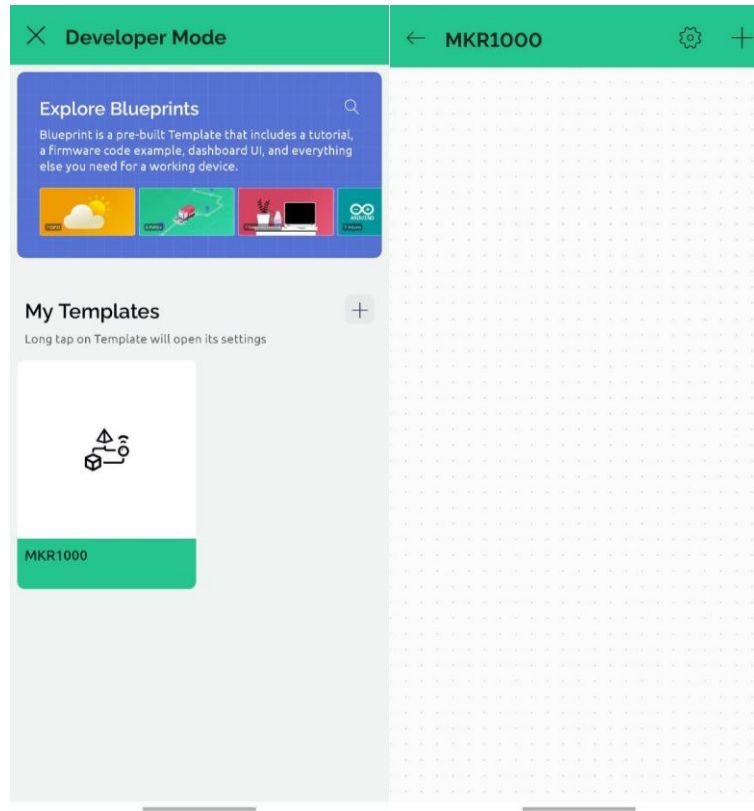 Developer Mode
Explore Blueprints
Blueprint is a pre-built Template that includes a tutorial,
a firmware code example, dashboard UI, and everything
else you need for a working device.
ARDUINO
My Templates
Long tap on Template will open its settings
MKR1000
MKR1000